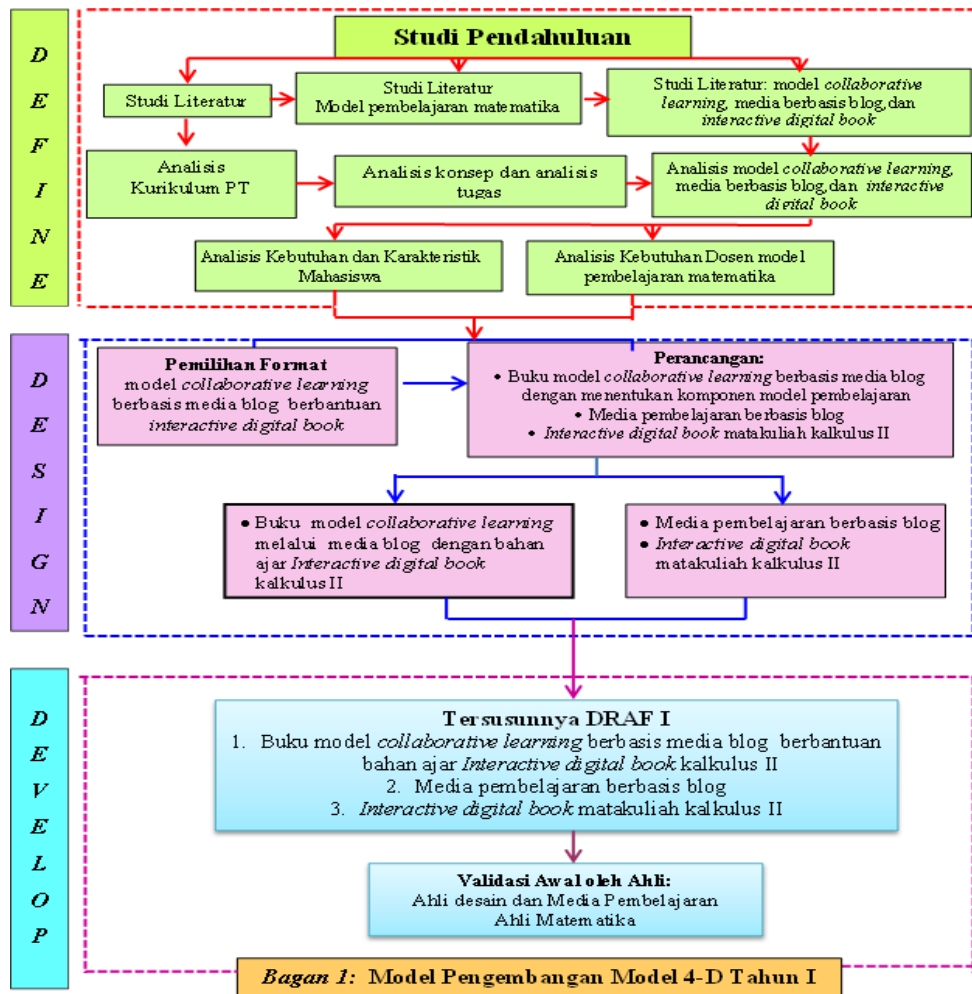 D
E
F
I
N
E
Studi Pendahuluan
Studi Literatur
Studi Literatur
Model pembelajaran matematika
Studi Literatur: model collaborative
learning, media berbasis blog,dan
interactive digital book
Analisis
Kurikulum PT
Analisis konsep dan analisis
tugas
Analisis model collaborative learning,
media berbasis blog,dan interactive
digital book
Analisis Kebutuhan dan Karakteristik
Mahasiswa
Analisis Kebutuhan Dosen model
pembelajaran matematika
D
E
S
I
G
N
Pemilihan Format
model collaborative learning
berbasis media blog berbantuan
interactive digital book
Perancangan:
• Buku model collaborative learning berbasis media blog
dengan menentukan komponen model pembelajaran
• Media pembelajaran berbasis blog
• Interactive digital book matakuliah kalkulus II
• Buku model collaborative learning
melalui media blog dengan bahan
ajar Interactive digital book
kalkulus II
• Media pembelajaran berbasis blog
• Interactive digital book
matakuliah kalkulus II
D
E
V
E
L
O
P
Tersusunnya DRAF I
1. Buku model collaborative learning berbasis media blog berbantuan
bahan ajar Interactive digital book kalkulus II
2. Media pembelajaran berbasis blog
3. Interactive digital book matakuliah kalkulus II
Validasi Awal oleh Ahli:
Ahli desain dan Media Pembelajaran
Ahli Matematika
Bagan 1: Model Pengembangan Model 4-D Tahun I